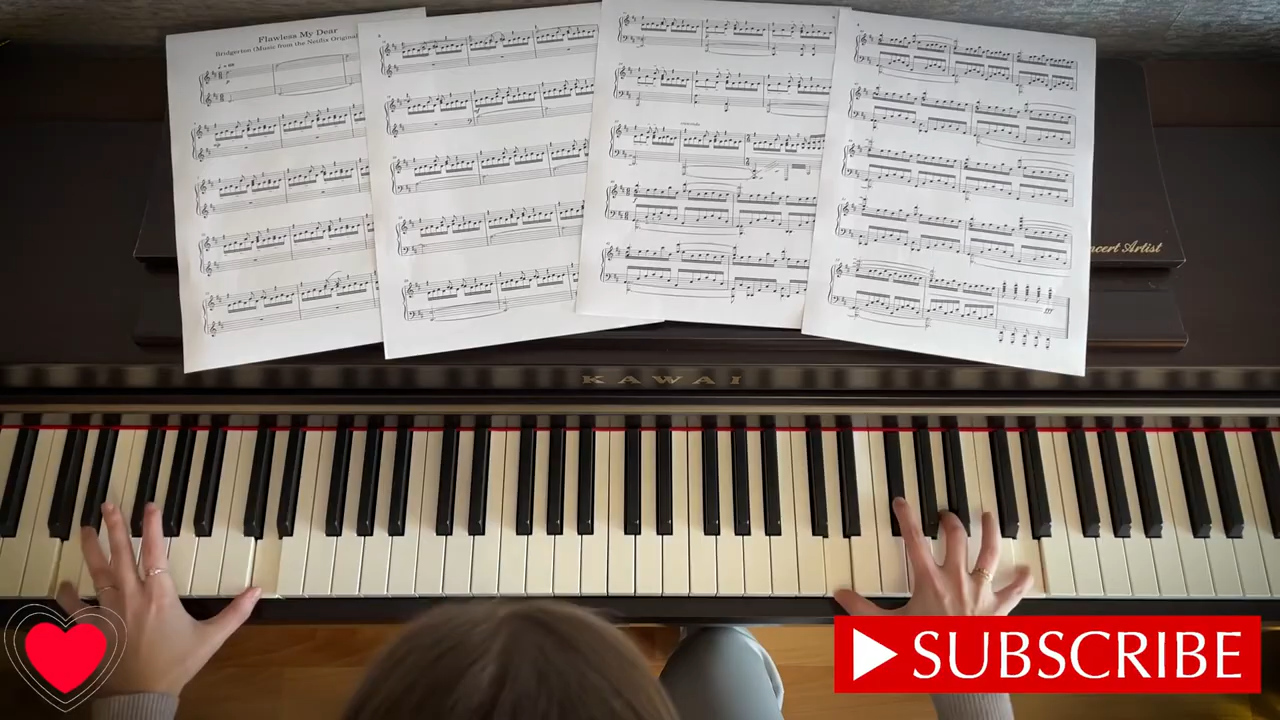 Flawless My Dear
Bridgerton (Music from the Netflix Original
ncert Artist
KAWAI
SUBSCRIBE